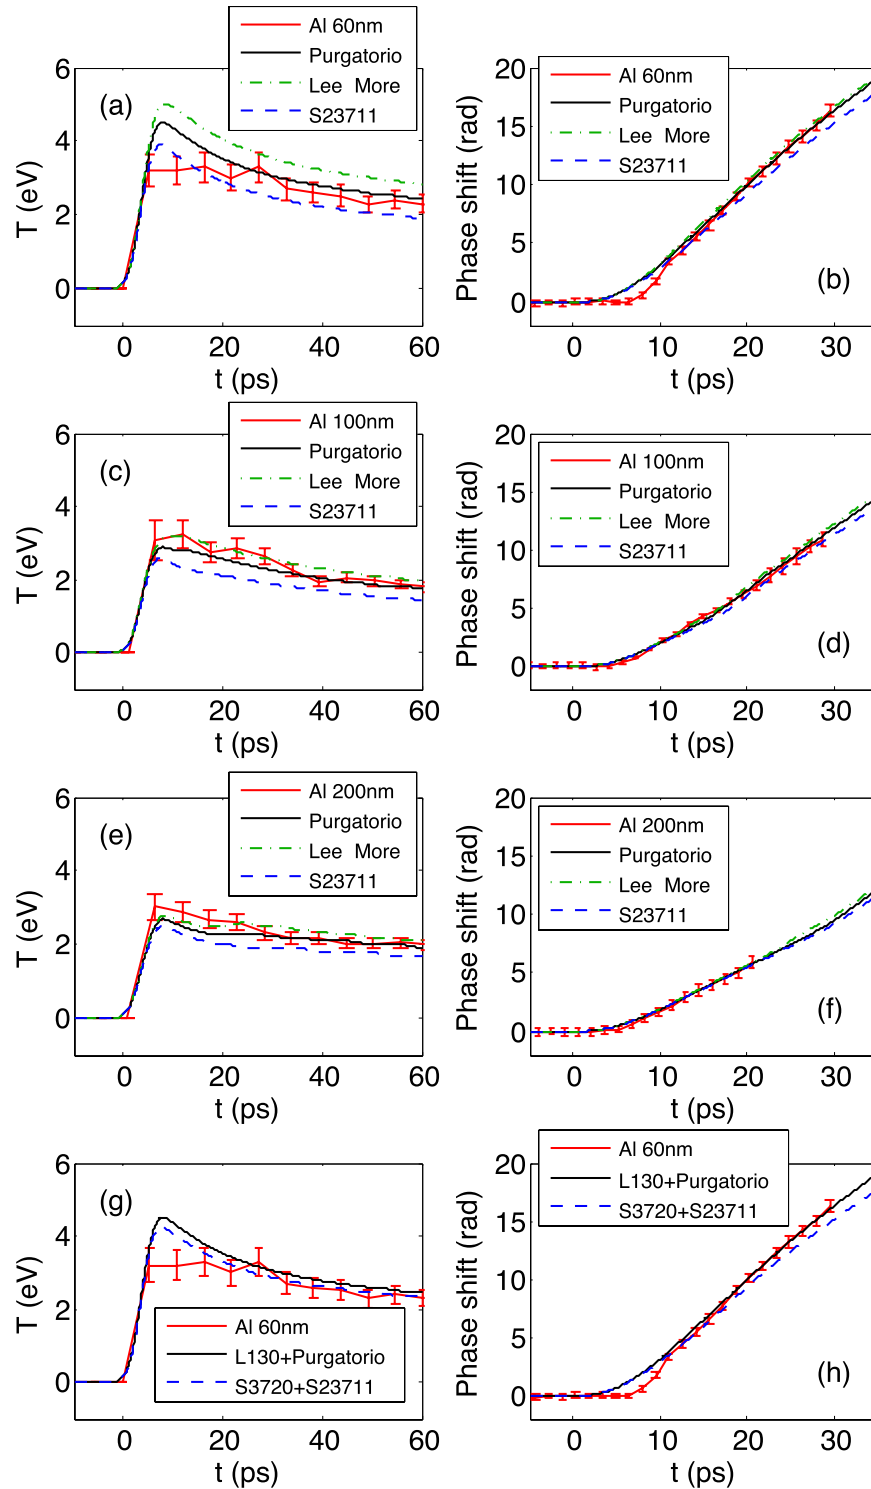 Al 60nm
Purgatorio
Lee More
S23711
(a)
6
4
2
0
T (eV)
0 20 40 60
t (ps)
Al 60nm
Purgatorio
Lee More
S23711
20
15
10
5
0
Phase shift (rad)
(b)
0 10 20 30
t (ps)
Al 100nm
Purgatorio
Lee More
S23711
(c)
6
4
2
0
T (eV)
0 20 40 60
t (ps)
Al 100nm
Purgatorio
Lee More
S23711
20
15
10
5
0
Phase shift (rad)
(d)
0 10 20 30
t (ps)
Al 200nm
Purgatorio
Lee More
S23711
(e)
6
4
2
0
T (eV)
0 20 40 60
t (ps)
Al 200nm
Purgatorio
Lee More
S23711
20
15
10
5
0
Phase shift (rad)
(f)
0 10 20 30
t (ps)
(g)
6
4
2
0
T (eV)
Al 60nm
L130+Purgatorio
S3720+S23711
0 20 40 60
t (ps)
Al 60nm
L130+Purgatorio
S3720+S23711
20
15
10
5
0
Phase shift (rad)
(h)
0 10 20 30
t (ps)